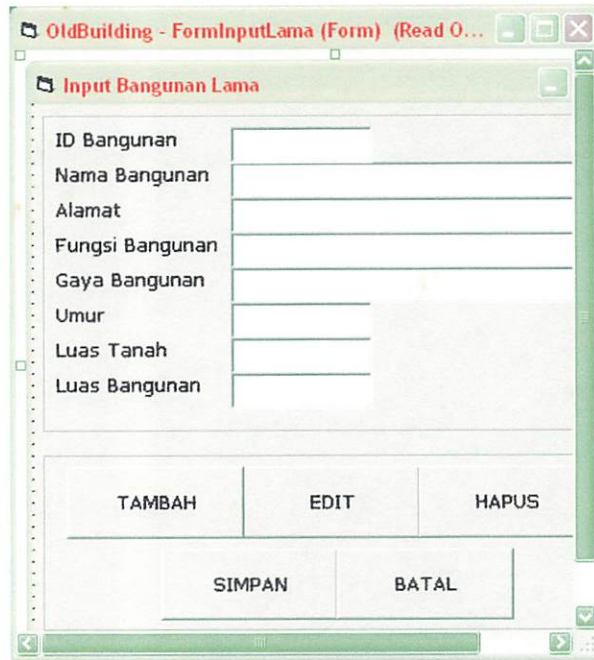 OldBuilding - FormInputLama (Form) (Read O...
Input Bangunan Lama
ID Bangunan
Nama Bangunan
Alamat
Fungsi Bangunan
Gaya Bangunan
Umur
Luas Tanah
Luas Bangunan
TAMBAH EDIT HAPUS
SIMPAN BATAL